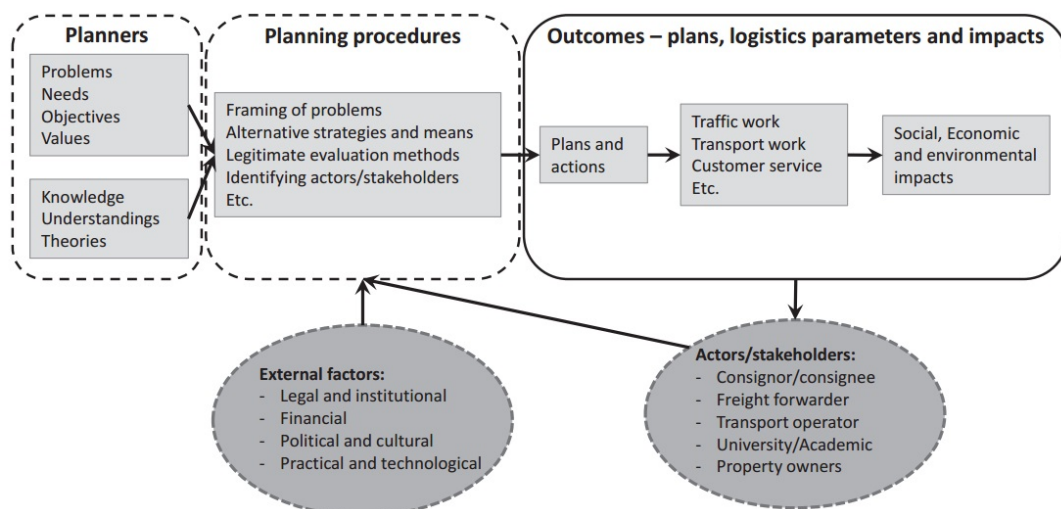 Planners
Problems
Needs
Objectives
Values
Knowledge
Understandings
Theories
Planning procedures
Framing of problems
Alternative strategies and means
Legitimate evaluation methods
Identifying actors/stakeholders
Etc.
Outcomes – plans, logistics parameters and impacts
Plans and
actions
Traffic work
Transport work
Customer service
Etc.
Social, Economic
and environmental
impacts
External factors:
- Legal and institutional
- Financial
- Political and cultural
- Practical and technological
Actors/stakeholders:
- Consignor/consignee
- Freight forwarder
- Transport operator
- University/Academic
- Property owners